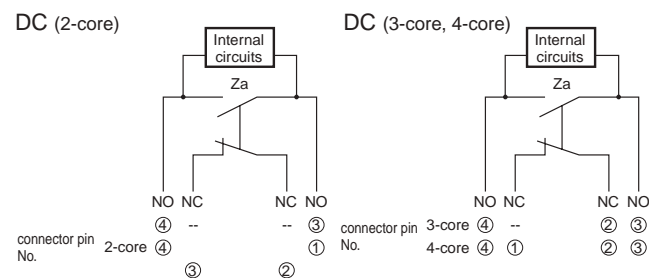 DC (2-core)
Internal
circuits
Za
NO NC NC NO
④ -- -- ③
connector pin
No.
2-core ④ ①
③ ②
DC (3-core, 4-core)
Internal
circuits
Za
NO NC NC NO
connector pin
No.
3-core ④ -- ② ③
4-core ④ ① ② ③